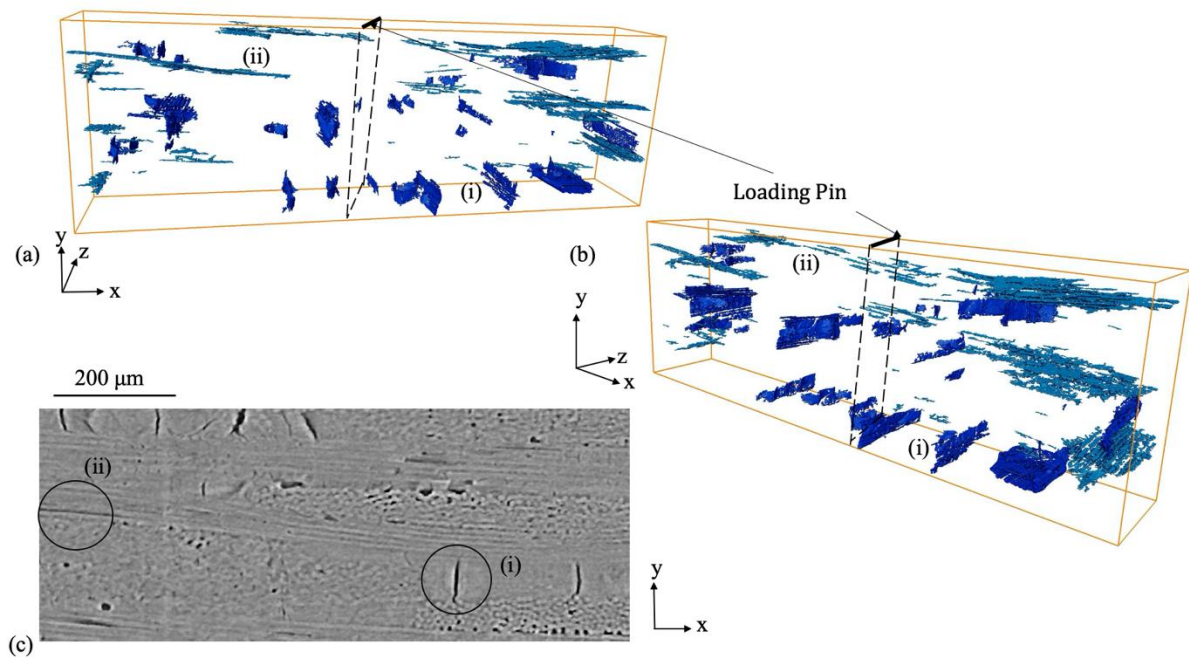 (ii)
(i)
Loading Pin
(a)
y
z
x
(b)
(ii)
(i)
y
z
x
200 μm
(ii)
(i)
y
x
(c)